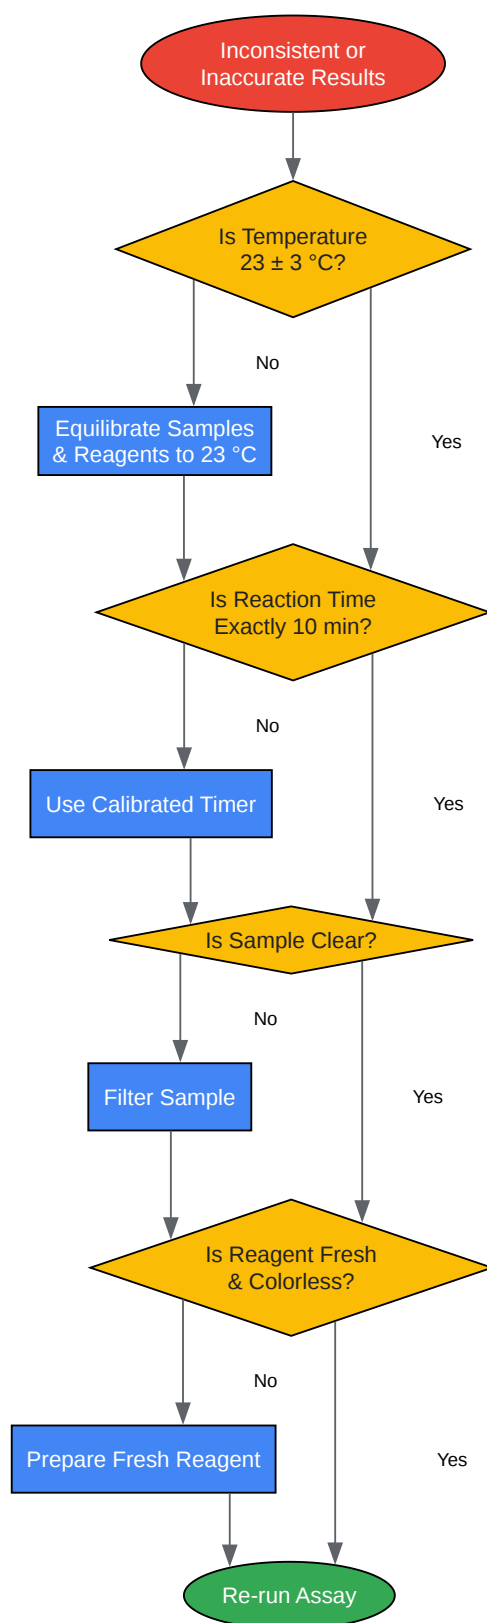 Inconsistent or
Inaccurate Results
Is Temperature
23 ± 3 °C?
No
Equilibrate Samples
& Reagents to 23 °C
Yes
Is Reaction Time
Exactly 10 min?
No
Use Calibrated Timer
Yes
Is Sample Clear?
No
Filter Sample
Yes
Is Reagent Fresh
& Colorless?
No
Prepare Fresh Reagent
Yes
Re-run Assay